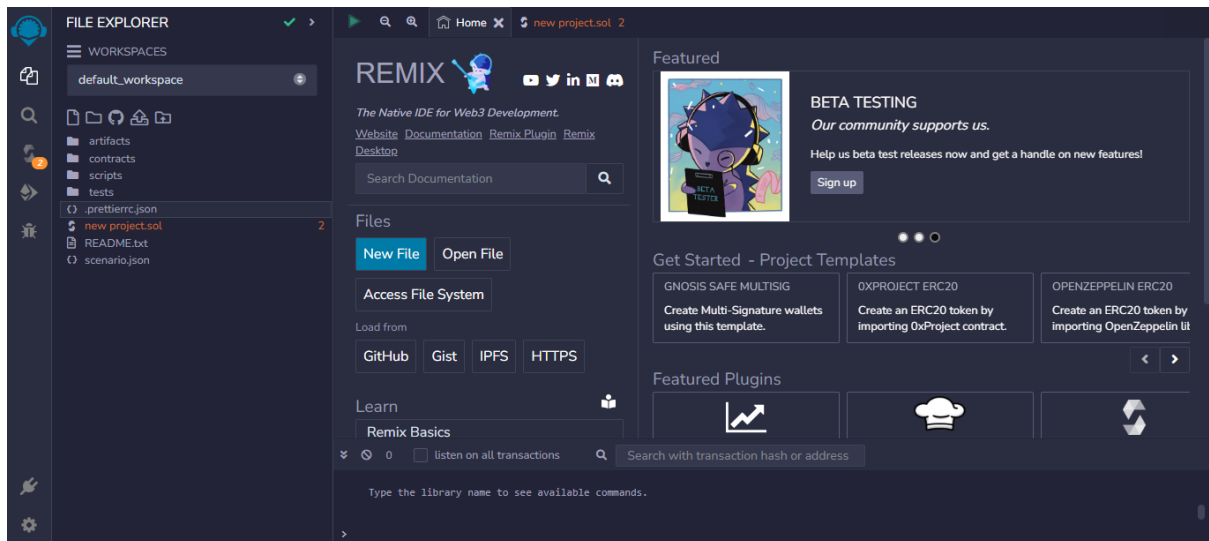 FILE EXPLORER
WORKSPACES
default_workspace
artifacts
contracts
scripts
tests
.prettierrc.json
new project.sol 2
README.txt
scenario.json
2
Home
new project.sol 2
REMIX
The Native IDE for Web3 Development.
Website Documentation Remix Plugin Remix
Desktop
Search Documentation
Files
New File Open File
Access File System
Load from
GitHub Gist IPFS HTTPS
Learn
Remix Basics
Featured
BETA TESTER
BETA TESTING
Our community supports us.
Help us beta test releases now and get a handle on new features!
Sign up
Get Started - Project Templates
GNOSIS SAFE MULTISIG
Create Multi-Signature wallets
using this template.
0XPROJECT ERC20
Create an ERC20 token by
importing 0xProject contract.
OPENZEPPELIN ERC20
Create an ERC20 token by
importing OpenZeppelin lib
Featured Plugins
0 listen on all transactions Search with transaction hash or address
Type the library name to see available commands.
>